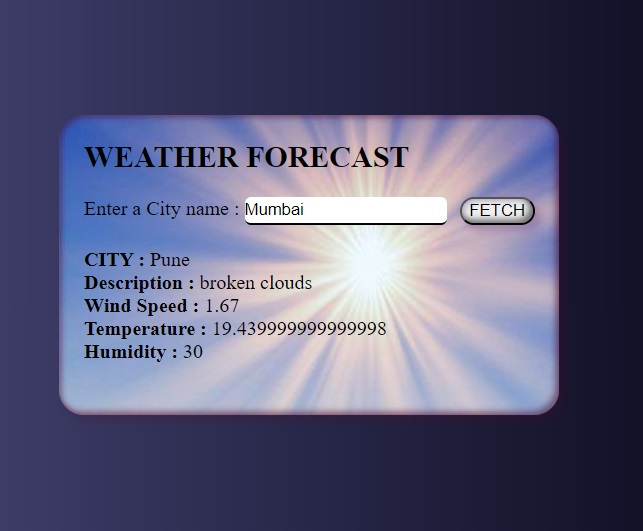 WEATHER FORECAST
Enter a City name : Mumbai FETCH
CITY : Pune
Description : broken clouds
Wind Speed : 1.67
Temperature : 19.439999999999998
Humidity : 30